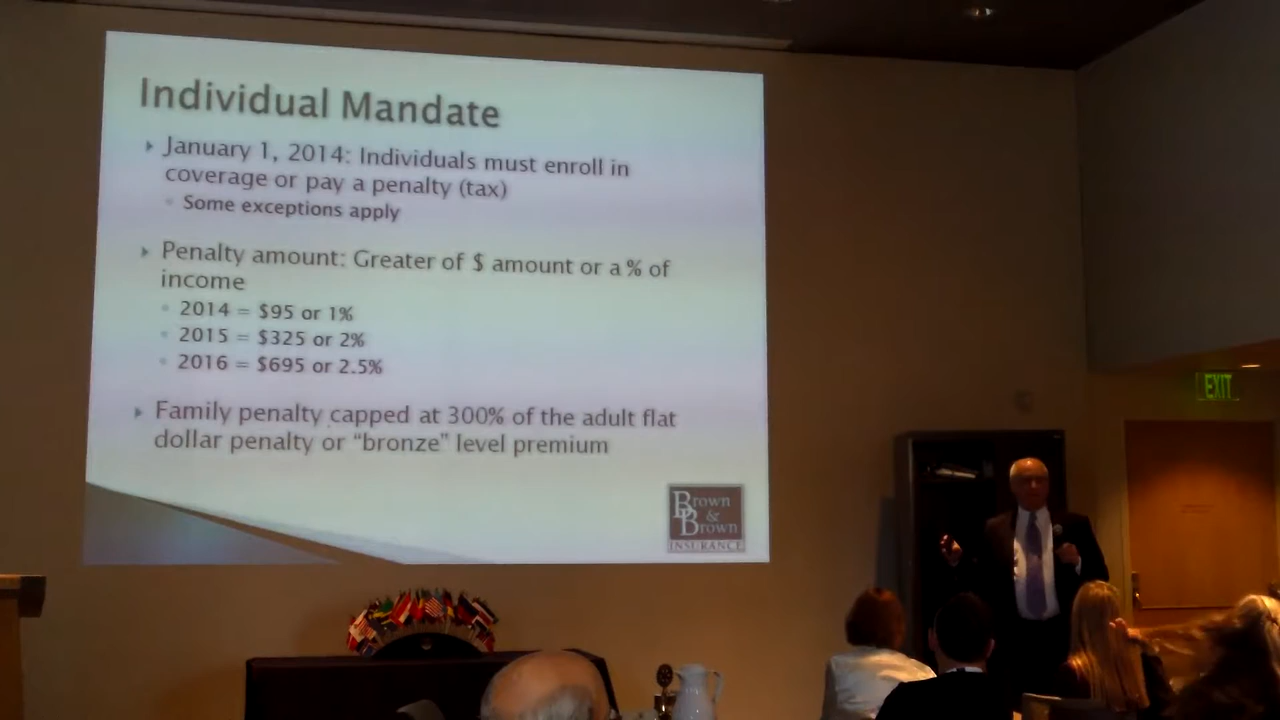 Individual Mandate
January 1, 2014: Individuals must enroll in
coverage or pay a penalty (tax)
Some exceptions apply
Penalty amount: Greater of $ amount or a % of
income
2014 = $95 or 1%
2015 = $325 or 2%
2016 = $695 or 2.5%
Family penalty capped at 300% of the adult flat
dollar penalty or “bronze” level premium
Brown
&
Brown
INSURANCE
EXIT